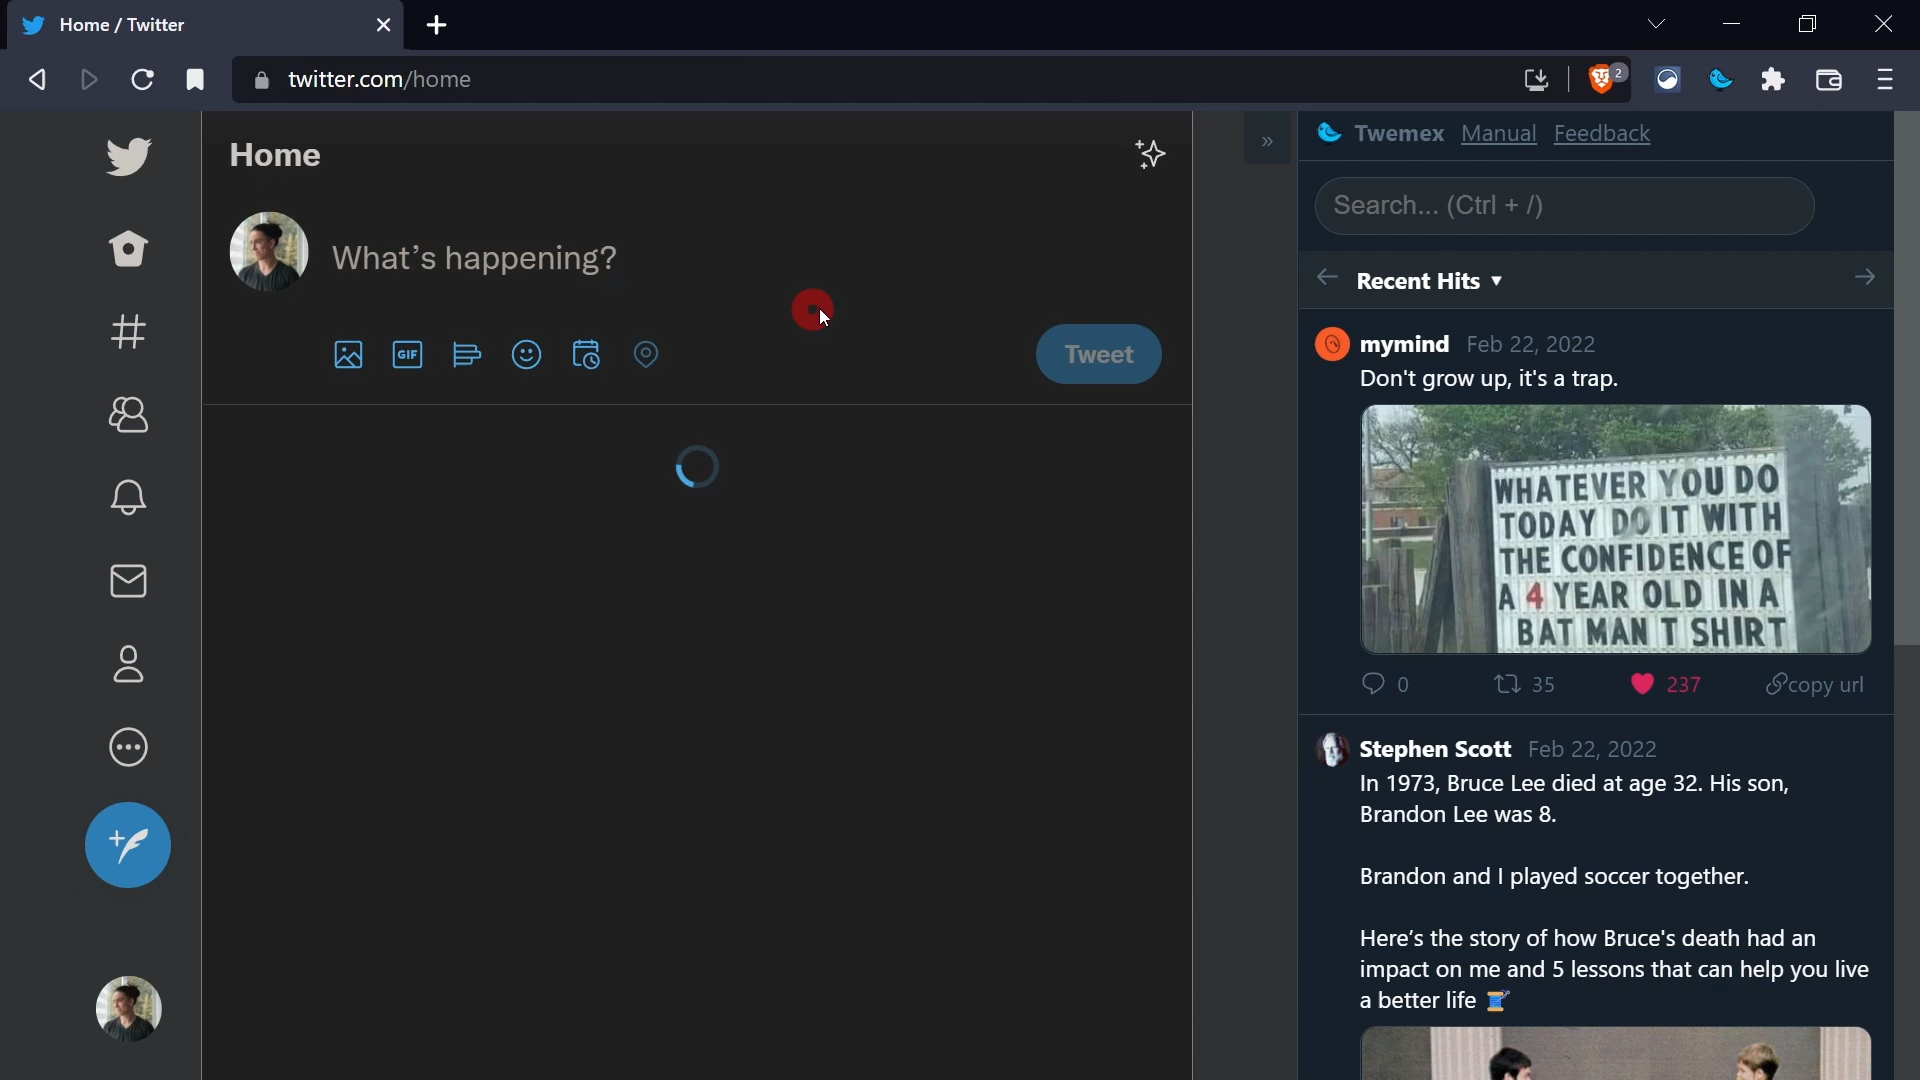 Home / Twitter
twitter.com/home
2
Home
What's happening?
GIF
Tweet
Twemex Manual Feedback
Search... (Ctrl + /)
Recent Hits
mymind Feb 22, 2022
Don't grow up, it's a trap.
WHATEVER YOU DO
TODAY DO IT WITH
THE CONFIDENCE OF
A 4 YEAR OLD IN A
BAT MAN T SHIRT
0 35 237 copy url
Stephen Scott Feb 22, 2022
In 1973, Bruce Lee died at age 32. His son,
Brandon Lee was 8.
Brandon and I played soccer together.
Here's the story of how Bruce's death had an
impact on me and 5 lessons that can help you live
a better life 🧵